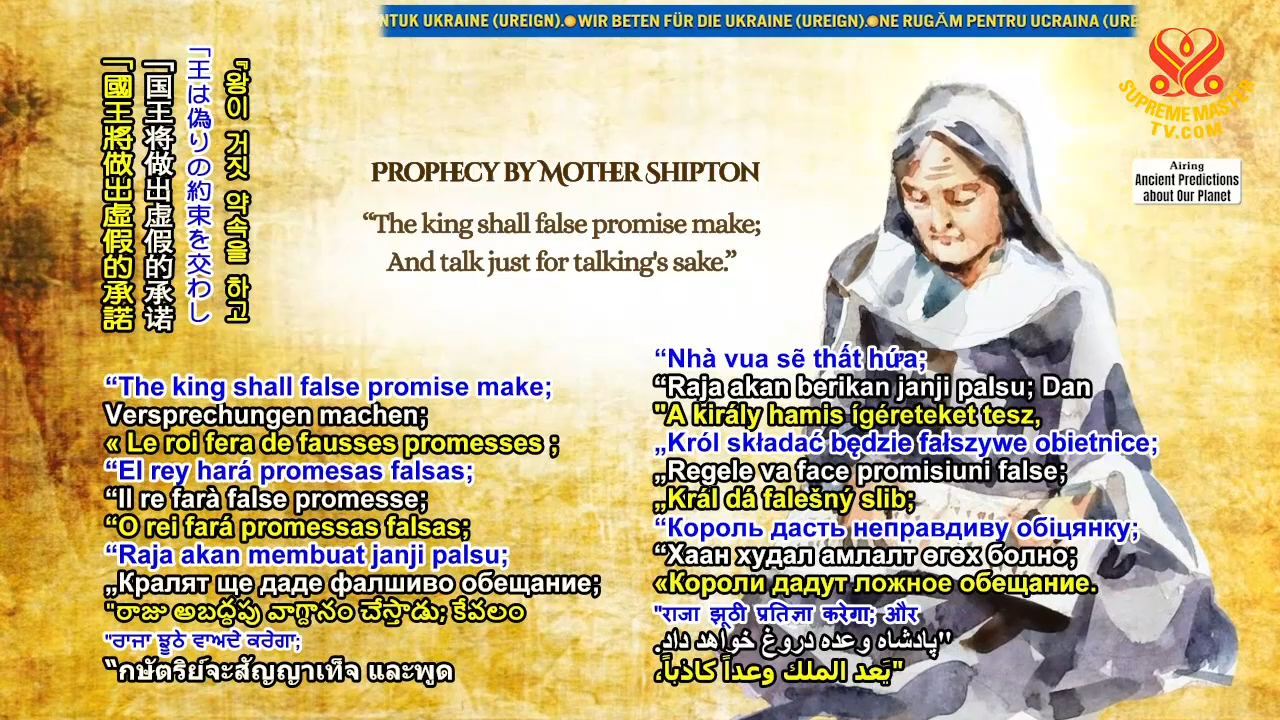 NTUK UKRAINE (UREIGN).●WIR BETEN FÜR DIE UKRAINE (UREIGN).●NE RUGĂM PENTRU UCRAINA (URE
SUPREME MASTER
TV.COM
Airing
Ancient Predictions
about Our Planet
『왕이 거짓 약속을 하고
「王は偽りの約束を交わし
「国王将做出虚假的承诺
「國王將做出虛假的承諾
PROPHECY BY MOTHER SHIPTON
“The king shall false promise make;
And talk just for talking's sake.”
“The king shall false promise make;
Versprechungen machen;
« Le roi fera de fausses promesses ;
“El rey hará promesas falsas;
“Il re farà false promesse;
“O rei fará promessas falsas;
“Raja akan membuat janji palsu;
„Кралят ще даде фалшиво обещание;
"రాజు అబద్ధపు వాగ్దానం చేస్తాడు; కేవలం
"ਰਾਜਾ ਝੂਠੇ ਵਾਅਦੇ ਕਰੇਗਾ;
“กษัตริย์จะสัญญาเท็จ และพูด
“Nhà vua sẽ thất hứa;
“Raja akan berikan janji palsu; Dan
"A király hamis ígéreteket tesz,
„Król składać będzie fałszywe obietnice;
„Regele va face promisiuni false;
„Král dá falešný slib;
“Король дасть неправдиву обіцянку;
“Хаан худал амлалт өгөх болно;
«Короли дадут ложное обещание.
"राजा झूठी प्रतिज्ञा करेगा; और
"پادشاه وعده دروغ خواهد داد.
"يَعد الملك وعداً كاذباً،